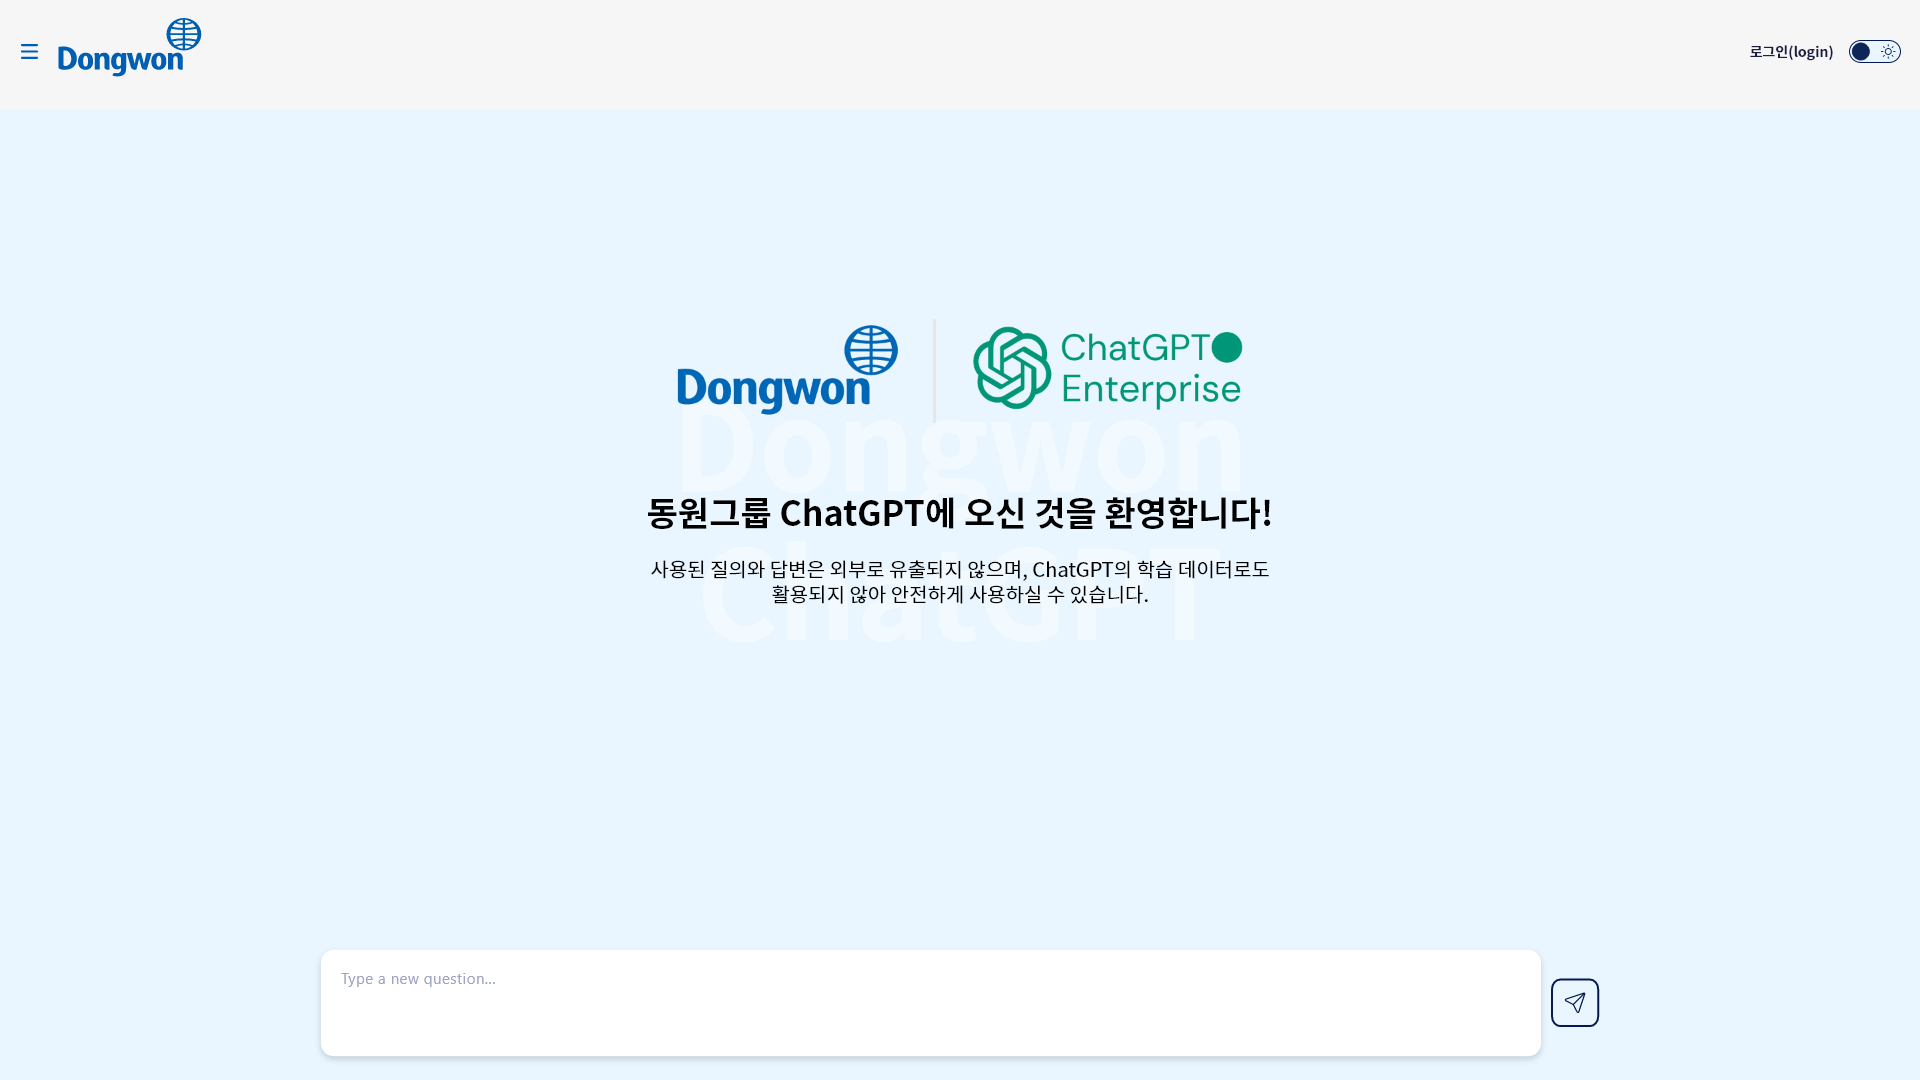 Dongwon
로그인(login)
Dongwon
ChatGPT
Enterprise
Dongwon
동원그룹 ChatGPT에 오신 것을 환영합니다!
사용된 질의와 답변은 외부로 유출되지 않으며, ChatGPT의 학습 데이터로도
활용되지 않아 안전하게 사용하실 수 있습니다.
ChatGPT
Type a new question...